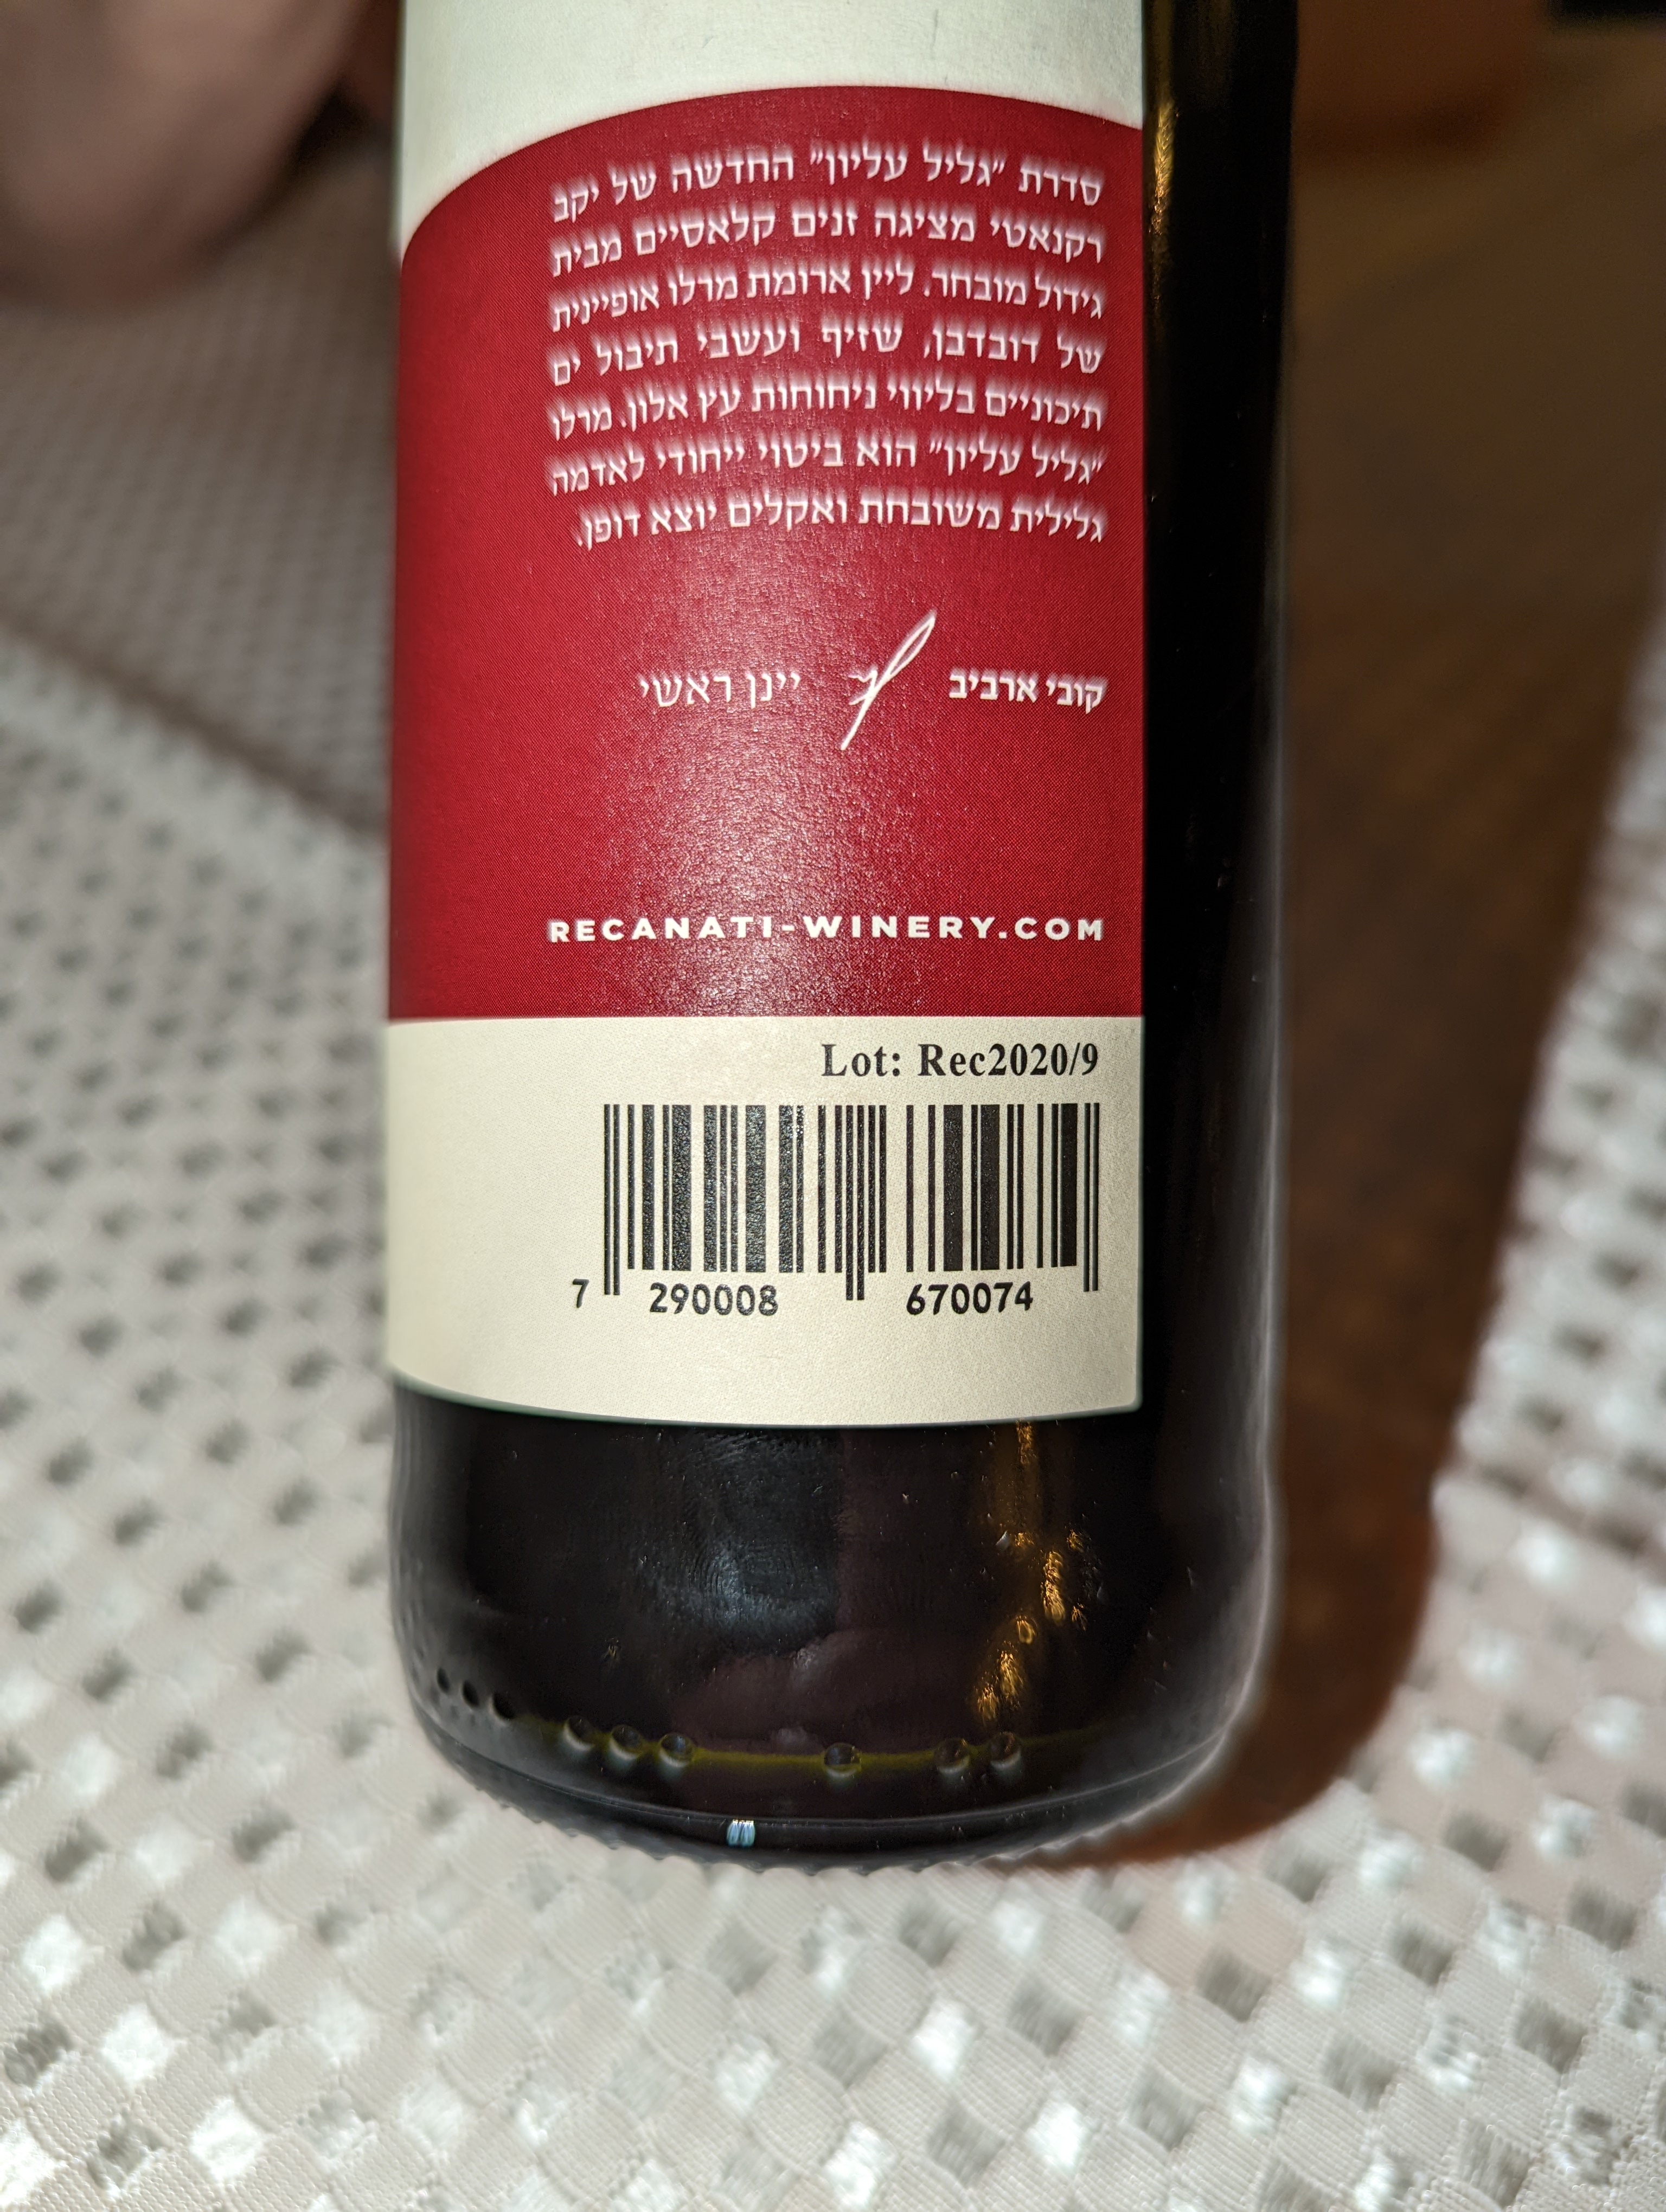 סדרת "גליל עליון" החדשה של יקב
רקנאטי מציגה זנים קלאסיים מבית
גידול מובחר. ליין ארומת מרלו אופיינית
של דובדבן, שזיף ועשבי תיבול ים
תיכוניים בליווי ניחוחות עץ אלון. מרלו
"גליל עליון" הוא ביטוי ייחודי לאדמה
גלילית משובחת ואקלים יוצא דופן.
קובי ארביב יינן ראשי
RECANATI-WINERY.COM
Lot: Rec2020/9
7 290008 670074